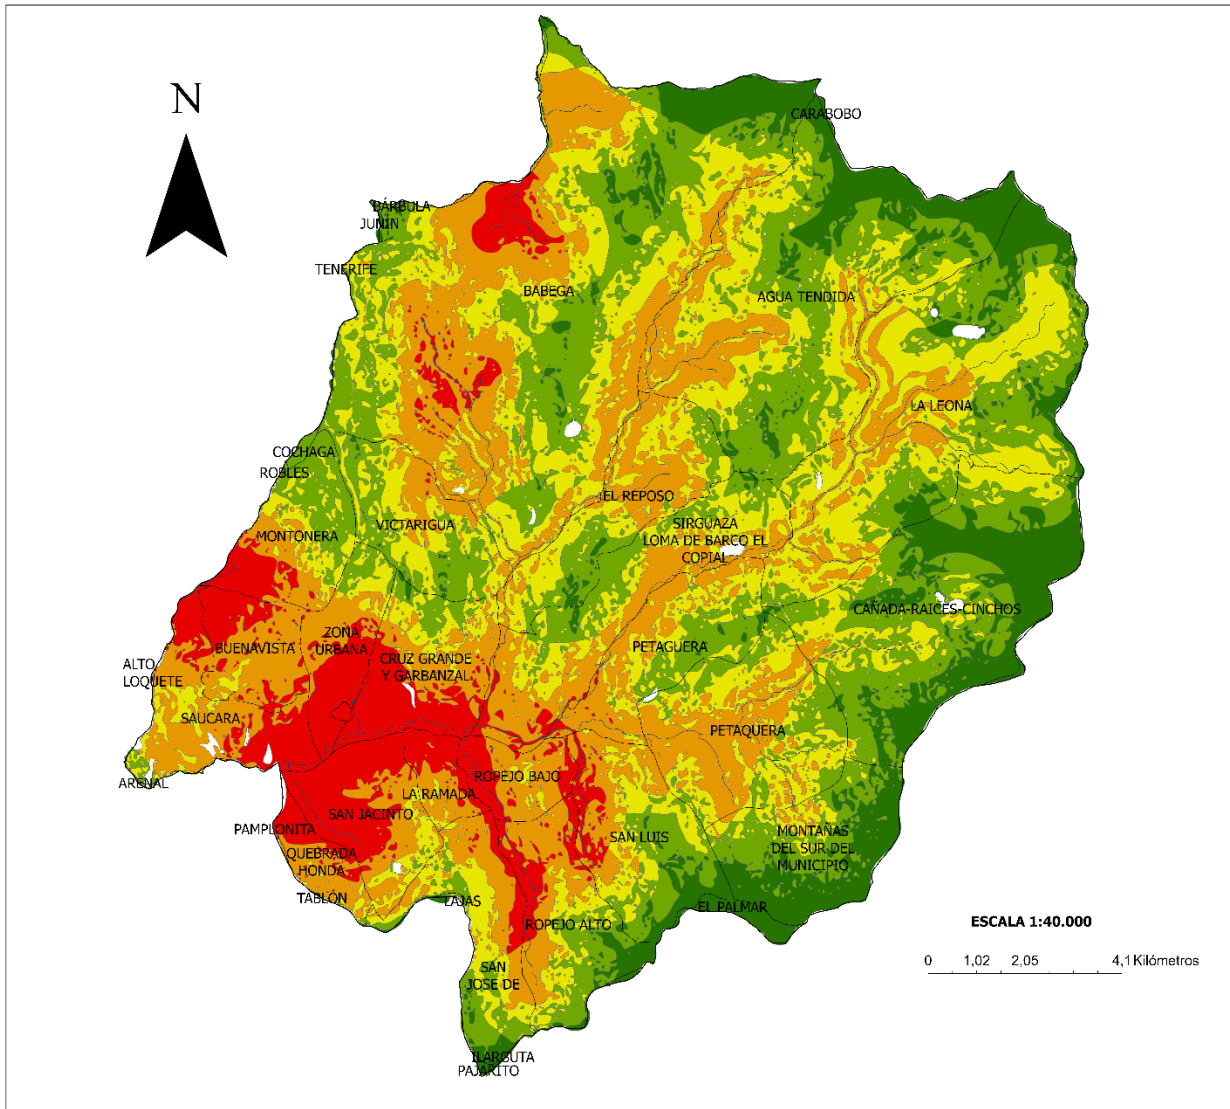 N
CARABOBO
BÁRBULA
JUNIN
TENERIFE
BABEGA
AGUA TENDIDA
LA LEONA
COCHAGA
ROBLES
EL REPOSO
VICTARIGUA
SIRGUAZA
LOMA DE BARCO EL
COPIAL
MONTONERA
CAÑADA-RAICES-CINCHOS
ZONA
URBANA
BUENAVISTA
PETAGUERA
CRUZ GRANDE
Y GARBANZAL
ALTO
LOQUETE
SAUCARA
PETAQUERA
ARENAL
ROPEJO BAJO
LA RAMADA
SAN JACINTO
PAMPLONITA
SAN LUIS
MONTAÑAS
DEL SUR DEL
MUNICIPIO
QUEBRADA
HONDA
TABLÓN
LAJAS
EL PALMAR
ROPEJO ALTO
ESCALA 1:40.000
0 1,02 2,05 4,1 Kilómetros
SAN
JOSE DE
ILARGUTA
PAJARITO